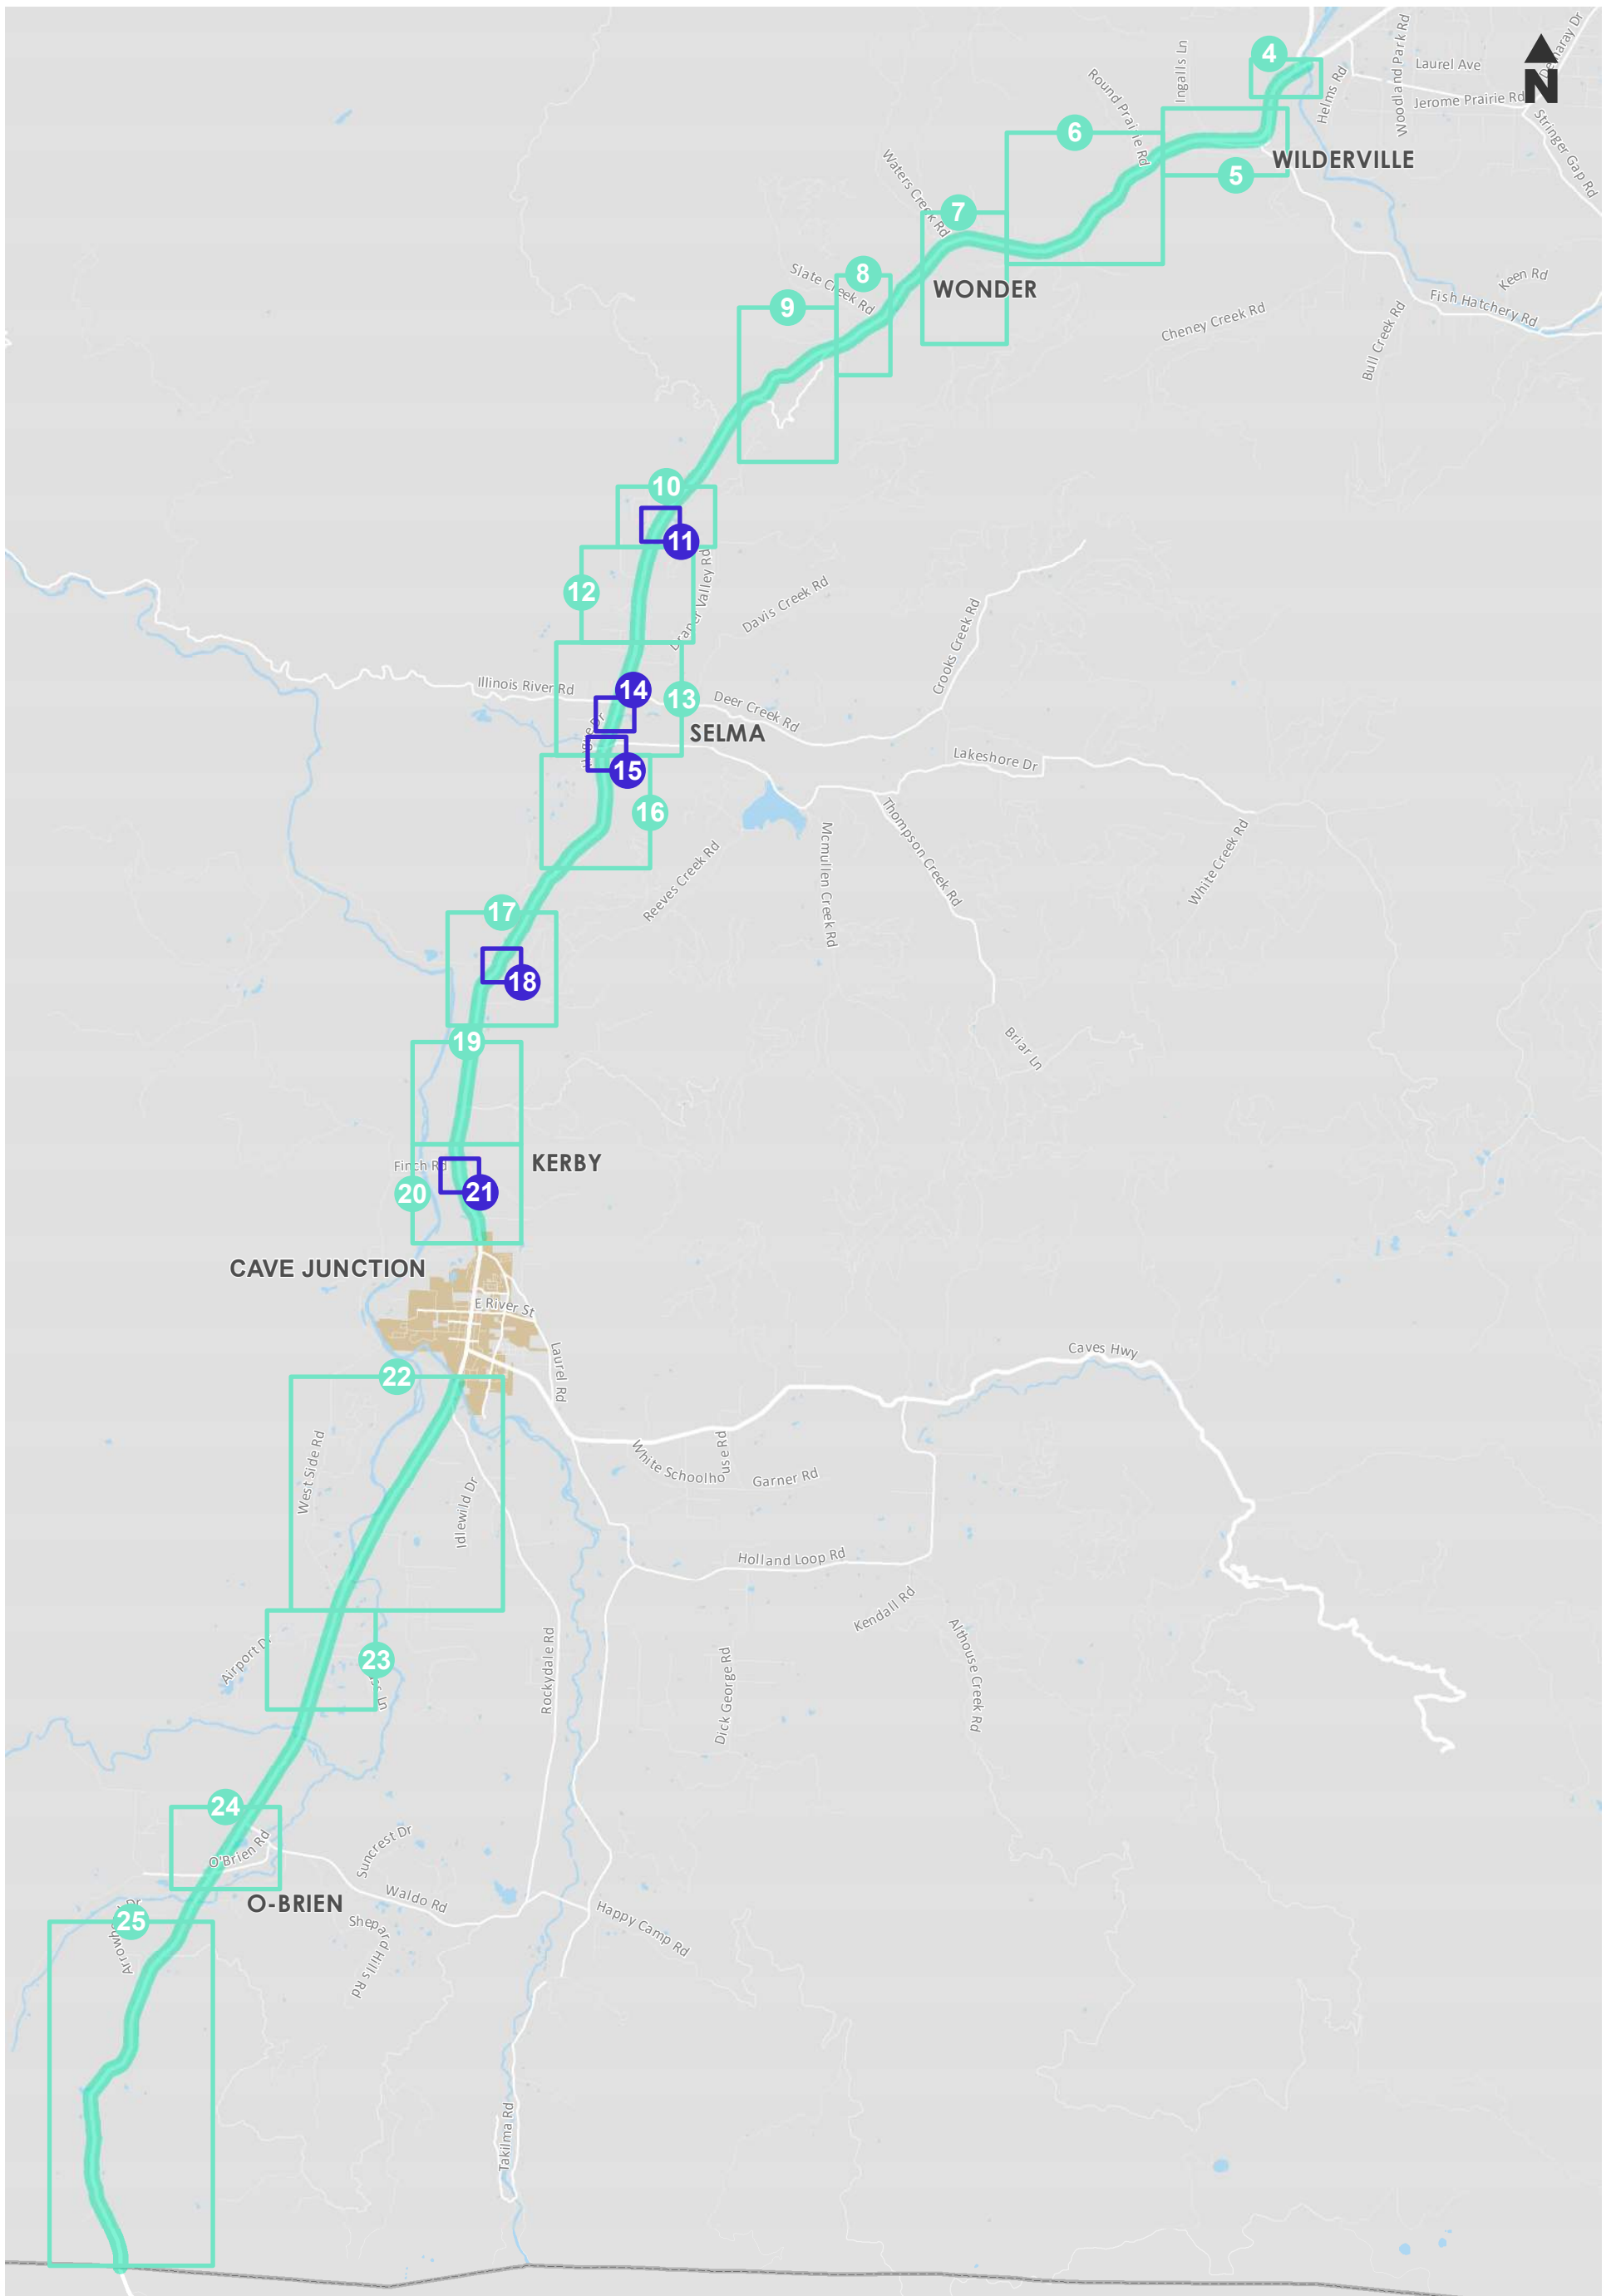 4
Laurel Ave
N
Woodland Park Rd
Ingalls Ln
Helms Rd
Jerome Prairie Rd
Round Prairie Rd
Stringer Gap Rd
6
WILDERVILLE
5
Waters Creek Rd
7
Slate Creek Rd
8
WONDER
Keen Rd
Fish Hatchery Rd
9
Cheney Creek Rd
Bull Creek Rd
10
11
12
Draper Valley Rd
Davis Creek Rd
Crooks Creek Rd
Illinois River Rd
14
13
Deer Creek Rd
SELMA
15
Lakeshore Dr
16
Thompson Creek Rd
Mcmullen Creek Rd
White Creek Rd
Reeves Creek Rd
17
18
19
Briar Ln
Finch Rd
KERBY
20
21
CAVE JUNCTION
E River St
Laurel Rd
Caves Hwy
22
West Side Rd
White Schoolhouse Rd
Garner Rd
Idlewild Dr
Holland Loop Rd
Kendall Rd
Airport Dr
23
Ln
Rockydale Rd
Dick George Rd
Althouse Creek Rd
24
O'Brien Rd
Suncrest Dr
Waldo Rd
O-BRIEN
25
Shepard Hills Rd
Happy Camp Rd
Takilma Rd